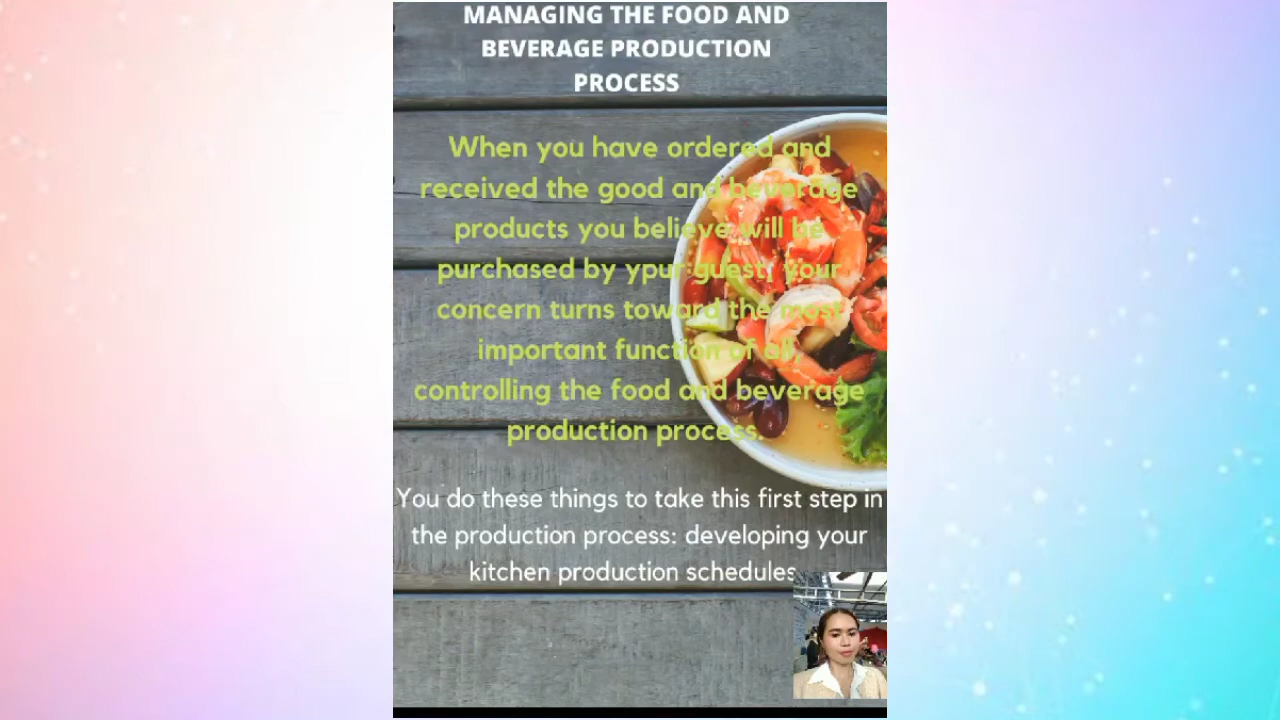 MANAGING THE FOOD AND
BEVERAGE PRODUCTION
PROCESS
When you have ordered and
received the good and beverage
products you believe will be
purchased by ypur guest, your
concern turns toward the most
important function of all,
controlling the food and beverage
production process.
You do these things to take this first step in
the production process: developing your
kitchen production schedules